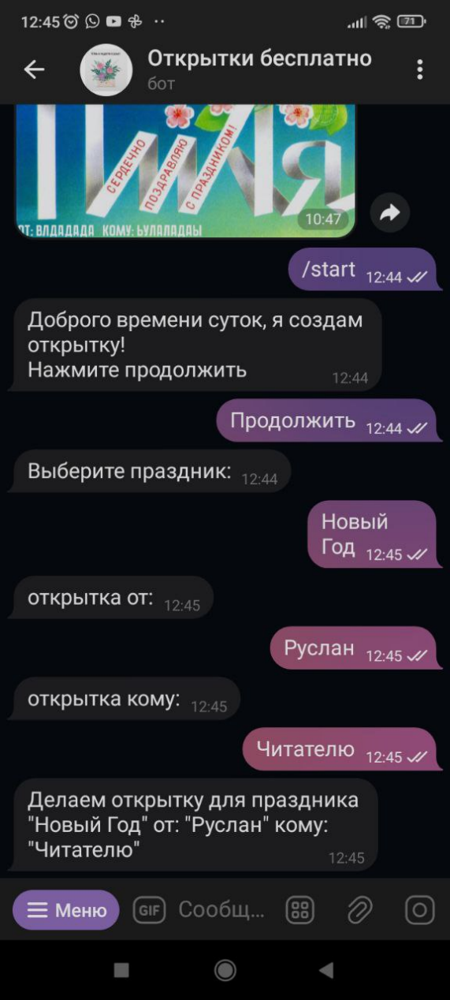 12:45
71
Открытки бесплатно
бот
СЕРДЕЧНО
ПОЗДРАВЛЯЮ
С ПРАЗДНИКОМ!
10:47
ОТ: ВЛДАДАДА КОМУ: ЬУЛАЛАДАЫ
/start 12:44
Доброго времени суток, я создам
открытку!
Нажмите продолжить 12:44
Продолжить 12:44
Выберите праздник: 12:44
Новый
Год 12:45
открытка от: 12:45
Руслан 12:45
открытка кому: 12:45
Читателю 12:45
Делаем открытку для праздника
"Новый Год" от: "Руслан" кому:
"Читателю" 12:45
Меню GIF Сообщ...